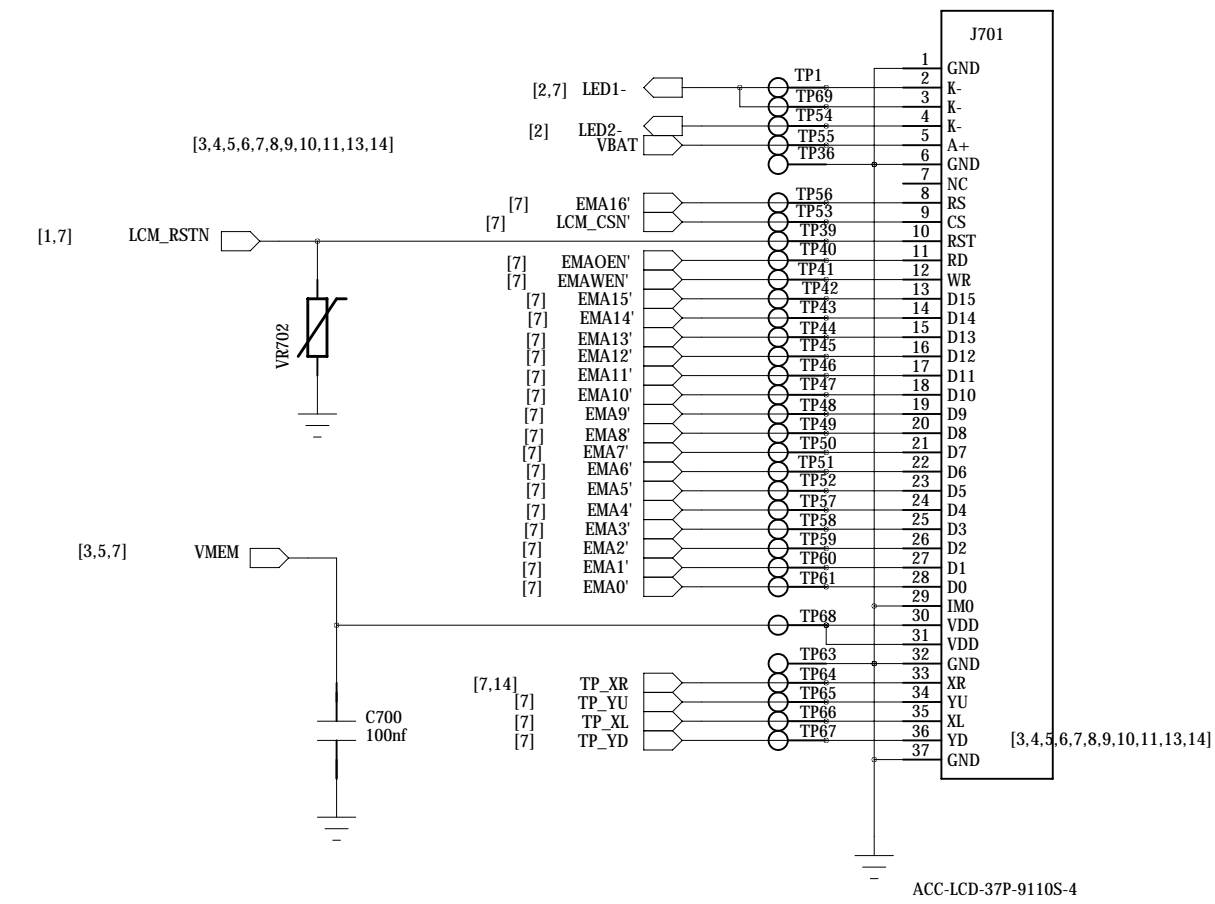 J701
1 GND
[2,7] LED1- TP1 2 K-
TP69 3 K-
[2] LED2- TP54 4 K-
[3,4,5,6,7,8,9,10,11,13,14] VBAT TP55 5 A+
TP36 6 GND
7 NC
[7] EMA16' TP56 8 RS
[7] LCM_CSN' TP53 9 CS
[1,7] LCM_RSTN TP39 10 RST
[7] EMAOEN' TP40 11 RD
[7] EMAWEN' TP41 12 WR
[7] EMA15' TP42 13 D15
[7] EMA14' TP43 14 D14
[7] EMA13' TP44 15 D13
[7] EMA12' TP45 16 D12
[7] EMA11' TP46 17 D11
[7] EMA10' TP47 18 D10
[7] EMA9' TP48 19 D9
[7] EMA8' TP49 20 D8
[7] EMA7' TP50 21 D7
[7] EMA6' TP51 22 D6
[7] EMA5' TP52 23 D5
[7] EMA4' TP57 24 D4
[7] EMA3' TP58 25 D3
[7] EMA2' TP59 26 D2
[7] EMA1' TP60 27 D1
[7] EMA0' TP61 28 D0
29 IM0
TP68 30 VDD
31 VDD
TP63 32 GND
[7,14] TP_XR TP64 33 XR
[7] TP_YU TP65 34 YU
[7] TP_XL TP66 35 XL
[7] TP_YD TP67 36 YD
[3,4,5,6,7,8,9,10,11,13,14]
37 GND
VR702
[3,5,7] VMEM
C700
100nf
ACC-LCD-37P-9110S-4